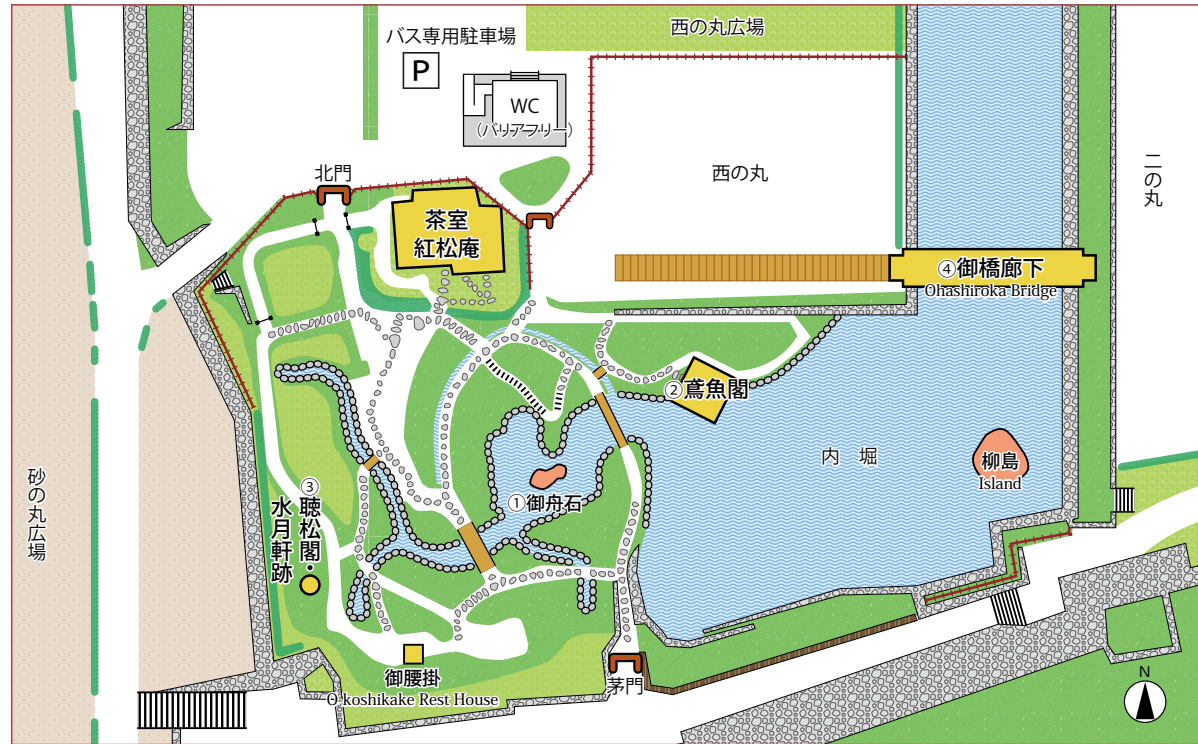 西の丸広場
バス専用駐車場
P
WC
（バリアフリー）
西の丸
二の丸
北門
茶室
紅松庵
④御橋廊下
Ohashiroka Bridge
②鳶魚閣
内 堀
柳島
Island
①御舟石
③聴松閣・
水月軒跡
砂の丸広場
御腰掛
O-koshikake Rest House
茅門
N